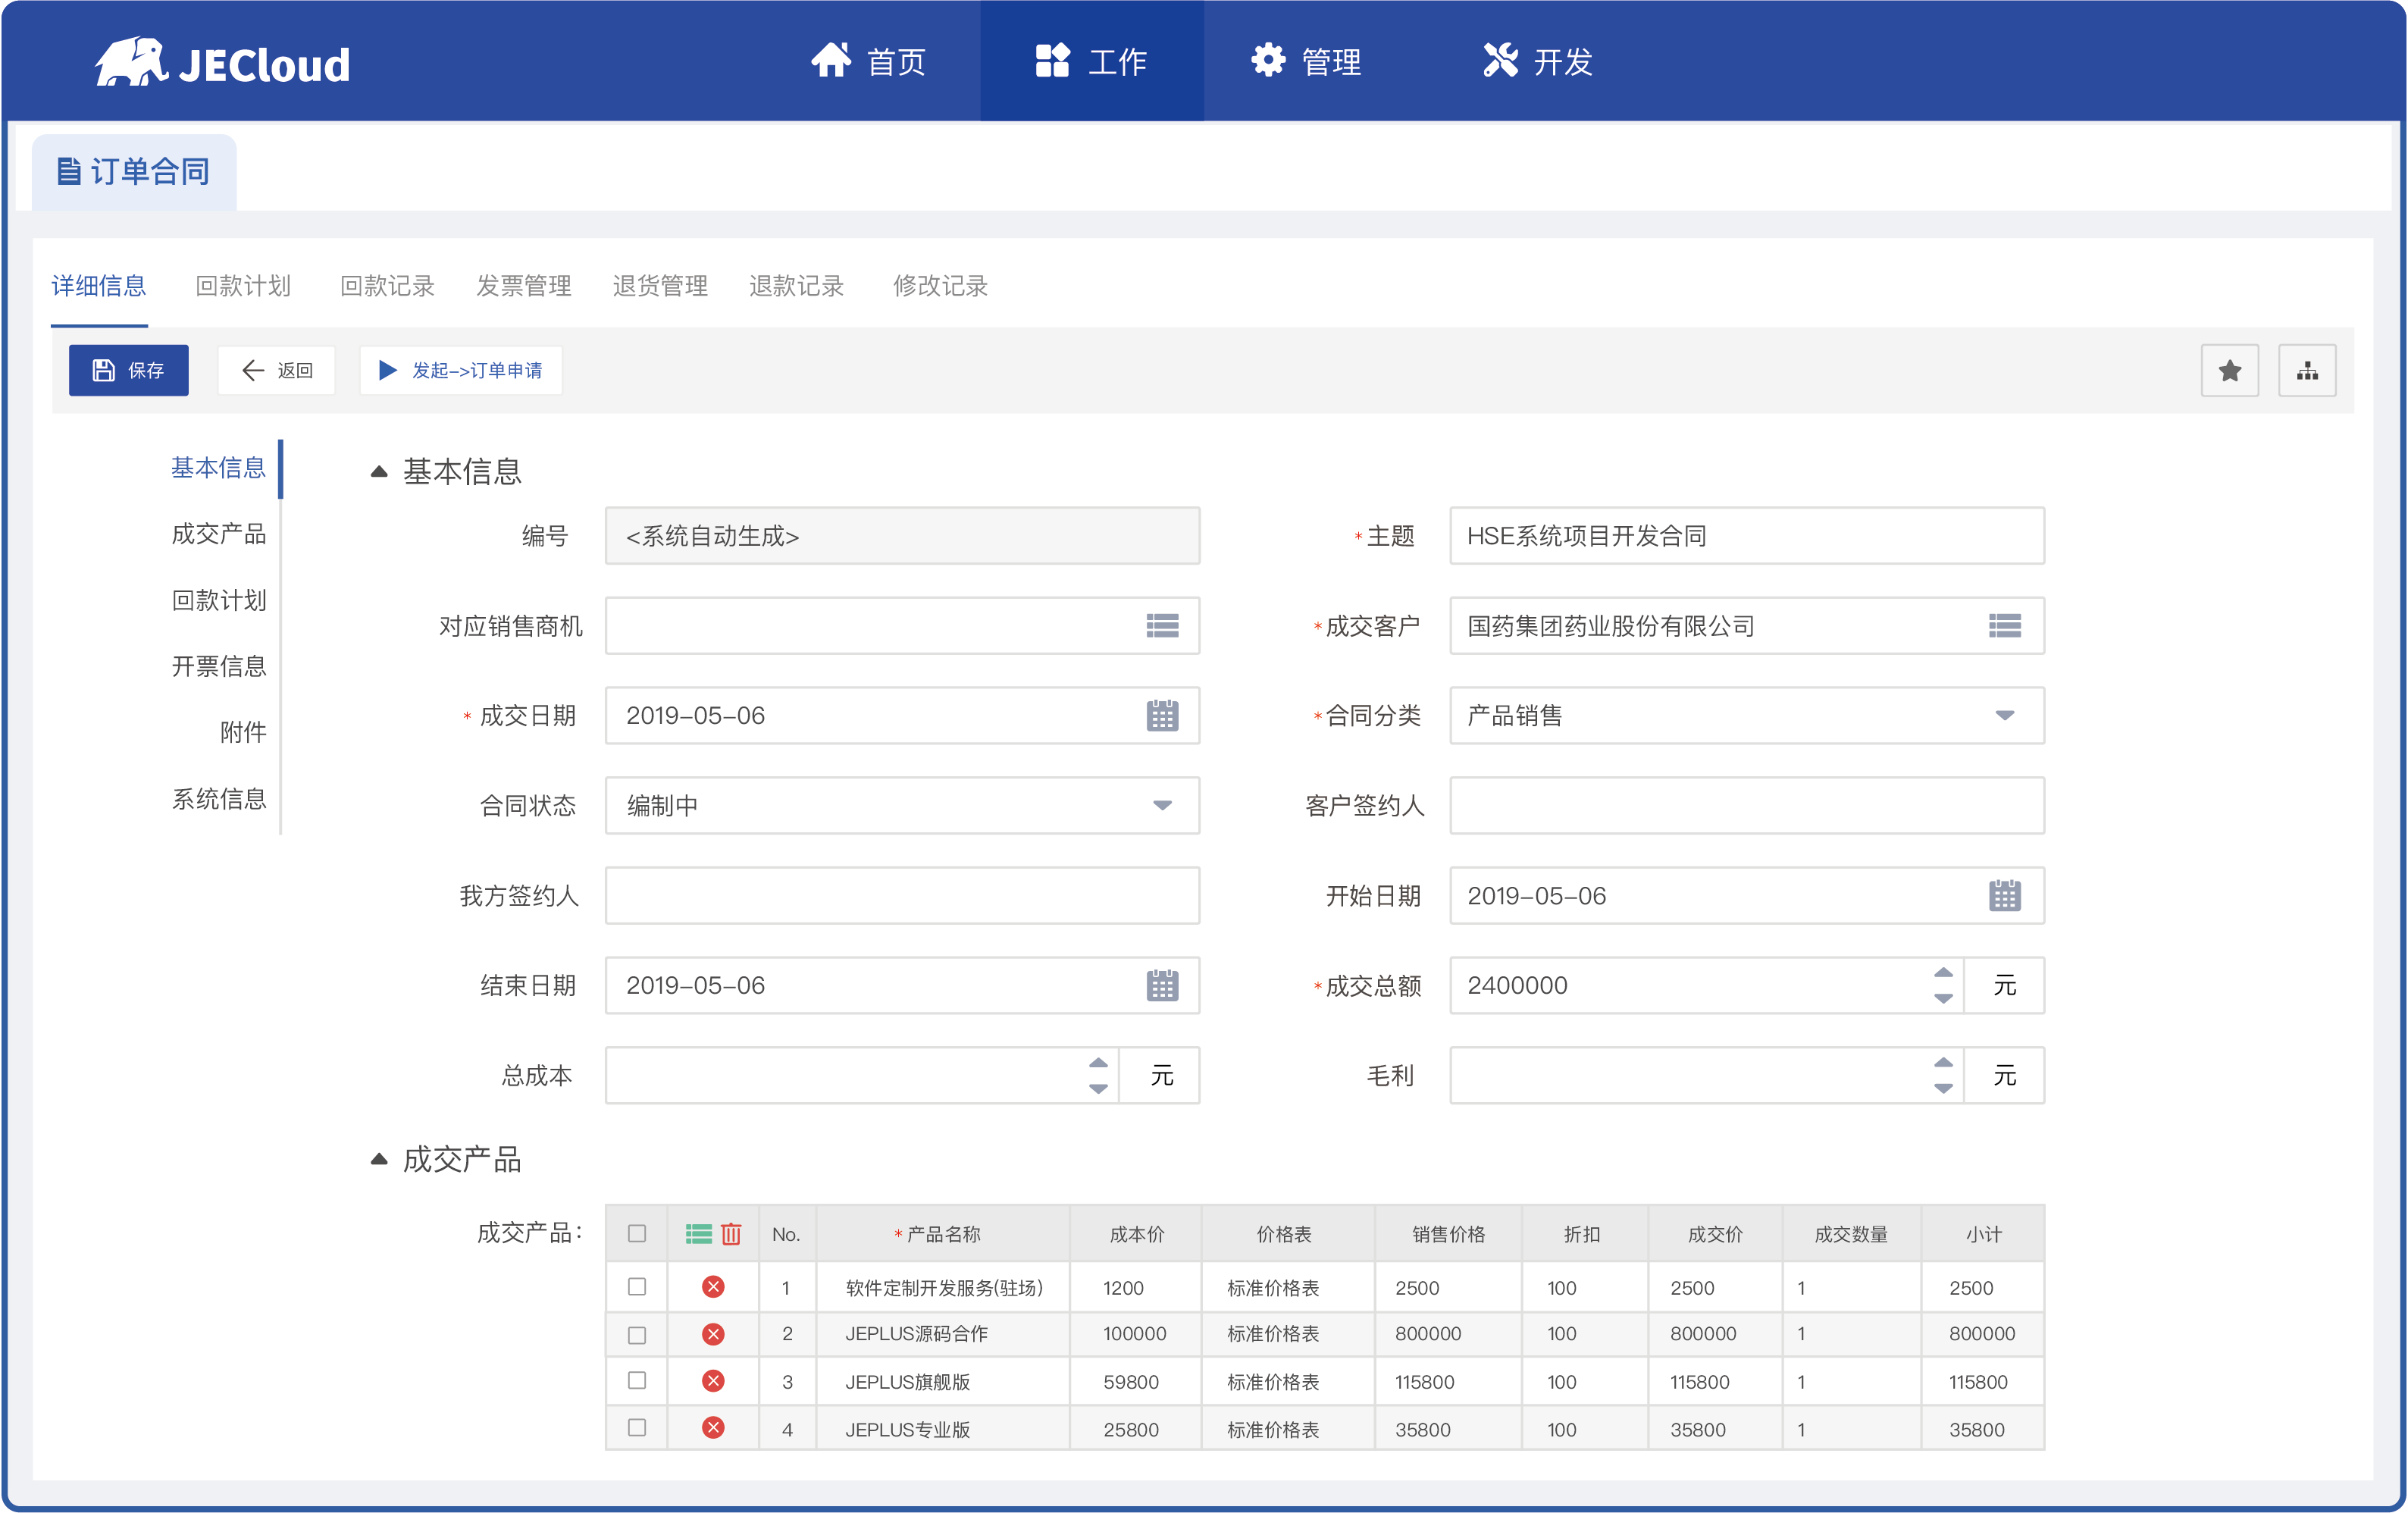 JECloud
首页 工作 管理 开发
订单合同
详细信息 回款计划 回款记录 发票管理 退货管理 退款记录 修改记录
保存 返回 发起->订单申请
基本信息
成交产品
回款计划
开票信息
附件
系统信息
基本信息
编号 <系统自动生成> *主题 HSE系统项目开发合同
对应销售商机 *成交客户 国药集团药业股份有限公司
* 成交日期 2019-05-06 *合同分类 产品销售
合同状态 编制中 客户签约人
我方签约人 开始日期 2019-05-06
结束日期 2019-05-06 *成交总额 2400000 元
总成本 元 毛利 元
成交产品
成交产品：
No. *产品名称 成本价 价格表 销售价格 折扣 成交价 成交数量 小计
1 软件定制开发服务(驻场) 1200 标准价格表 2500 100 2500 1 2500
2 JEPLUS源码合作 100000 标准价格表 800000 100 800000 1 800000
3 JEPLUS旗舰版 59800 标准价格表 115800 100 115800 1 115800
4 JEPLUS专业版 25800 标准价格表 35800 100 35800 1 35800